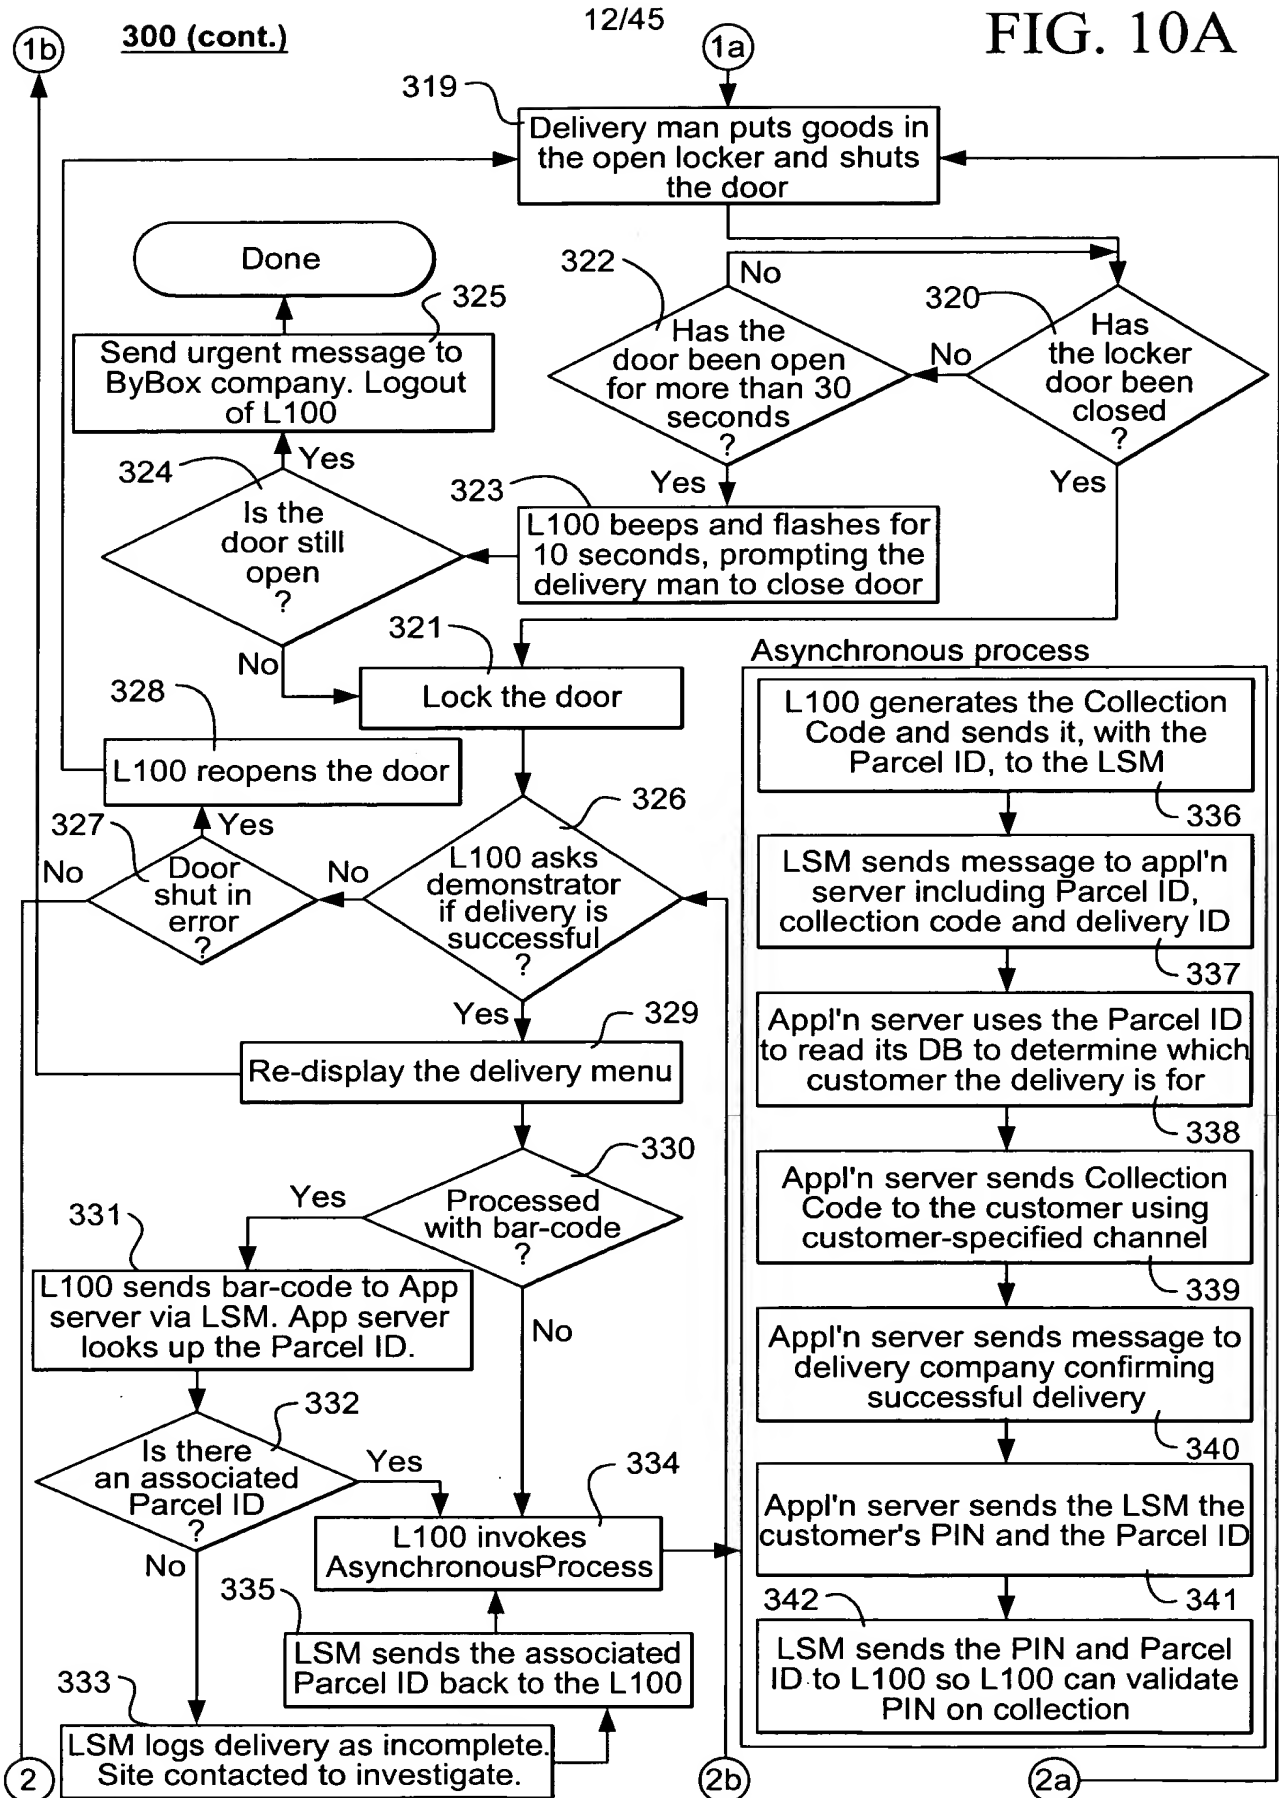 12/45
FIG. 10A
1b
300 (cont.)
1a
319
Delivery man puts goods in
the open locker and shuts
the door
Done
322
No
320
325
Has the
door been open
for more than 30
seconds
?
No
Has
the locker
door been
closed
?
Send urgent message to
ByBox company. Logout
of L100
324
Yes
323
Yes
Yes
Is the
door still
open
?
L100 beeps and flashes for
10 seconds, prompting the
delivery man to close door
321
No
Lock the door
328
L100 reopens the door
327
Yes
326
No
Door
shut in
error
?
No
L100 asks
demonstrator
if delivery is
successful
?
Yes
329
Re-display the delivery menu
330
Yes
Processed
with bar-code
?
331
L100 sends bar-code to App
server via LSM. App server
looks up the Parcel ID.
No
332
Is there
an associated
Parcel ID
?
Yes
334
L100 invokes
AsynchronousProcess
No
335
LSM sends the associated
Parcel ID back to the L100
333
LSM logs delivery as incomplete.
Site contacted to investigate.
Asynchronous process
L100 generates the Collection
Code and sends it, with the
Parcel ID, to the LSM
336
LSM sends message to appl'n
server including Parcel ID,
collection code and delivery ID
337
Appl'n server uses the Parcel ID
to read its DB to determine which
customer the delivery is for
338
Appl'n server sends Collection
Code to the customer using
customer-specified channel
339
Appl'n server sends message to
delivery company confirming
successful delivery
340
Appl'n server sends the LSM the
customer's PIN and the Parcel ID
341
342
LSM sends the PIN and Parcel
ID to L100 so L100 can validate
PIN on collection
2
2b
2a